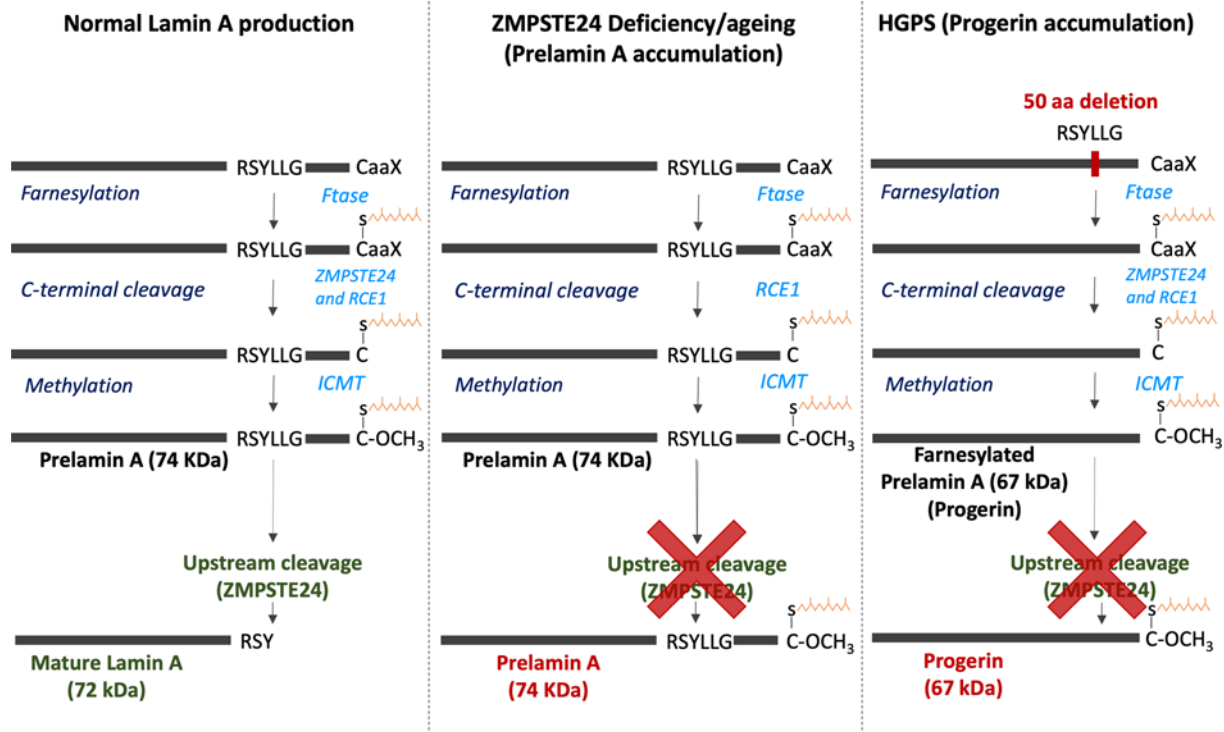 Normal Lamin A production
RSYLLG
CaaX
Farnesylation
Ftase
S
RSYLLG
CaaX
C-terminal cleavage
ZMPSTE24
and RCE1
S
RSYLLG
C
Methylation
ICMT
S
RSYLLG
C-OCH₃
Prelamin A (74 KDa)
Upstream cleavage
(ZMPSTE24)
RSY
Mature Lamin A
(72 kDa)
ZMPSTE24 Deficiency/ageing
(Prelamin A accumulation)
RSYLLG
CaaX
Farnesylation
Ftase
S
RSYLLG
CaaX
C-terminal cleavage
RCE1
S
RSYLLG
C
Methylation
ICMT
S
RSYLLG
C-OCH₃
Prelamin A (74 KDa)
Upstream cleavage
(ZMPSTE24)
S
RSYLLG
C-OCH₃
Prelamin A
(74 KDa)
HGPS (Progerin accumulation)
50 aa deletion
RSYLLG
CaaX
Farnesylation
Ftase
S
CaaX
C-terminal cleavage
ZMPSTE24
and RCE1
S
C
Methylation
ICMT
S
C-OCH₃
Farnesylated
Prelamin A (67 kDa)
(Progerin)
Upstream cleavage
(ZMPSTE24)
S
C-OCH₃
Progerin
(67 kDa)